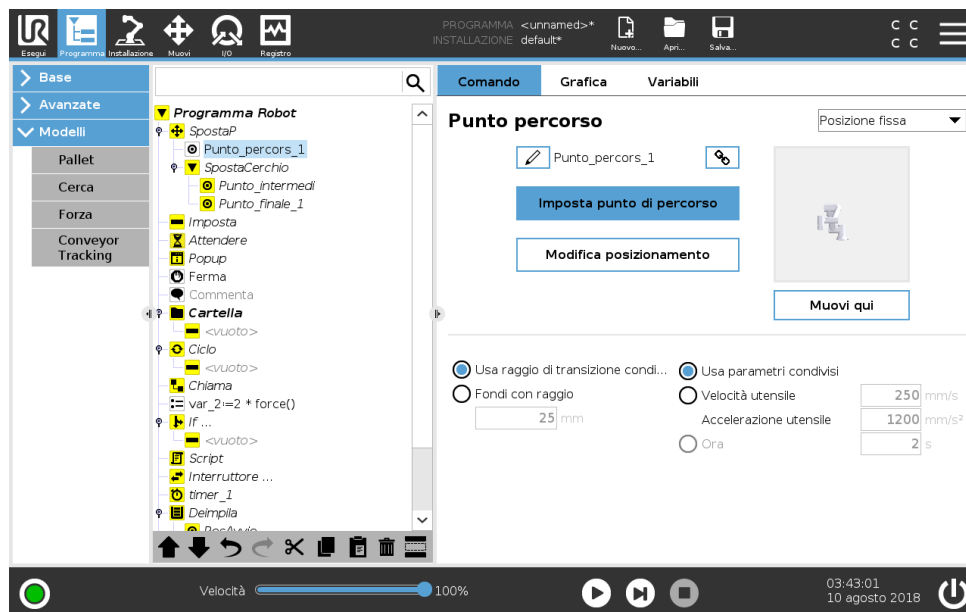 UR
PROGRAMMA <unnamed>*
INSTALLAZIONE default*
C C
C C
Esegui Programma Installazione Muovi I/O Registro
Nuovo... Apri... Salva...
Base
Avanzate
Modelli
Pallet
Cerca
Forza
Conveyor
Tracking
Programma Robot
SpostaP
Punto_percors_1
SpostaCerchio
Punto_intermedi
Punto_finale_1
Imposta
Attendere
Popup
Ferma
Commenta
Cartella
<vuoto>
Ciclo
<vuoto>
Chiama
var_2:=2 * force()
If ...
<vuoto>
Script
Interruttore ...
timer_1
Deimpila
PosAvvio
Comando Grafica Variabili
Punto percorso
Posizione fissa
Punto_percors_1
Imposta punto di percorso
Modifica posizionamento
Muovi qui
Usa raggio di transizione condi...
Fondi con raggio
25 mm
Usa parametri condivisi
Velocità utensile 250 mm/s
Accelerazione utensile 1200 mm/s²
Ora 2 s
Velocità 100%
03:43:01
10 agosto 2018